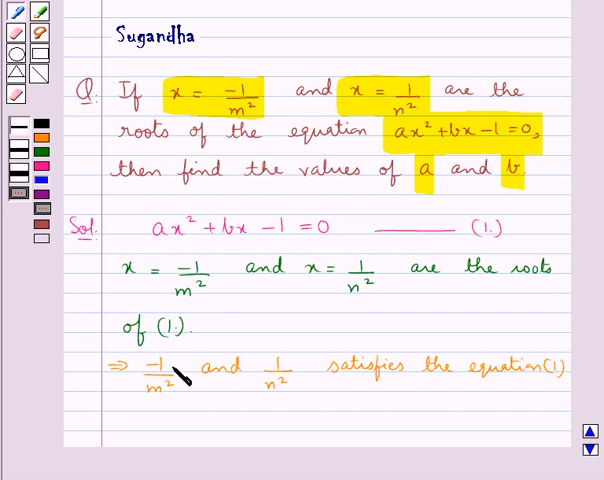 Sugandha
Q. If x = -1/m² and x = 1/n² are the
roots of the equation ax² + bx - 1 = 0,
then find the values of a and b.
Sol. ax² + bx - 1 = 0 ——— (1.)
x = -1/m² and x = 1/n² are the roots
of (1.).
⇒ -1/m² and 1/n² satisfies the equation (1)